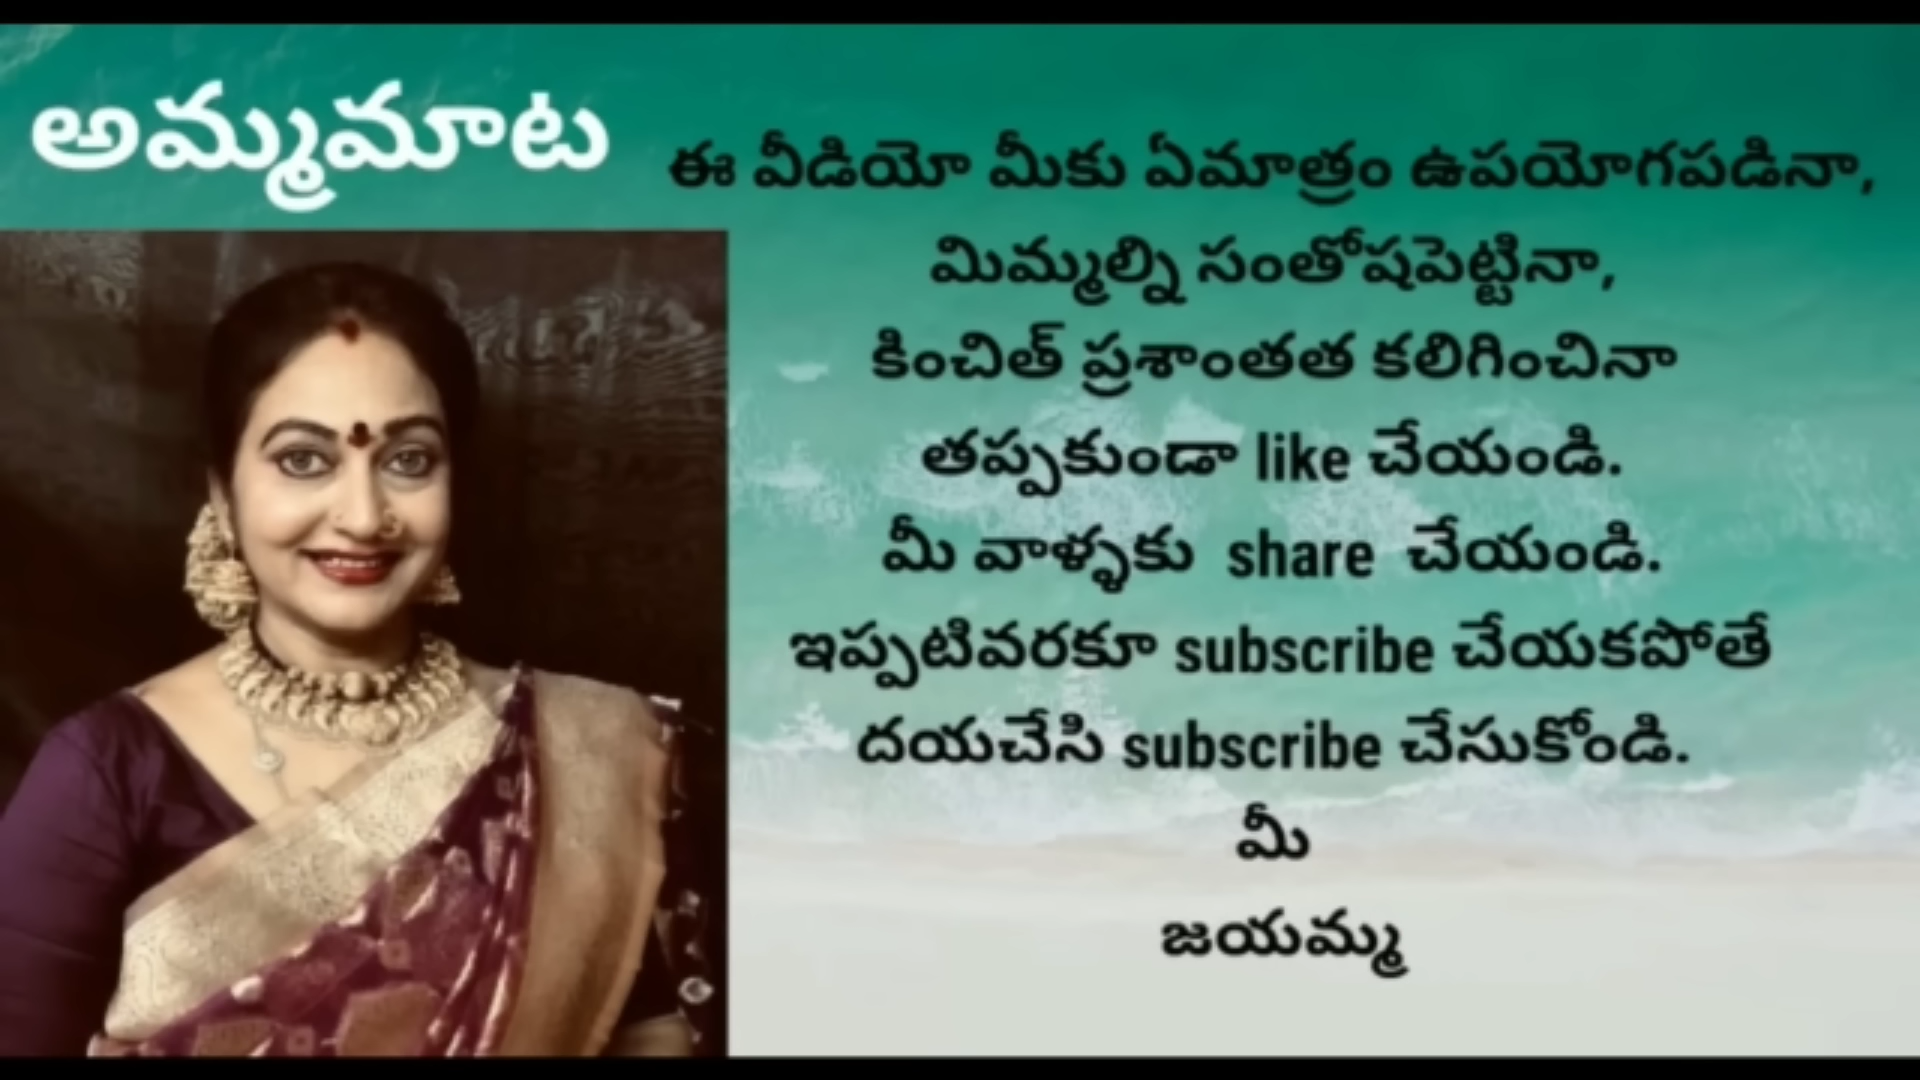 అమ్మమాట
ఈ వీడియో మీకు ఏమాత్రం ఉపయోగపడినా,
మిమ్మల్ని సంతోషపెట్టినా,
కించిత్ ప్రశాంతత కలిగించినా
తప్పకుండా like చేయండి.
మీ వాళ్ళకు share చేయండి.
ఇప్పటివరకూ subscribe చేయకపోతే
దయచేసి subscribe చేసుకోండి.
మీ
జయమ్మ